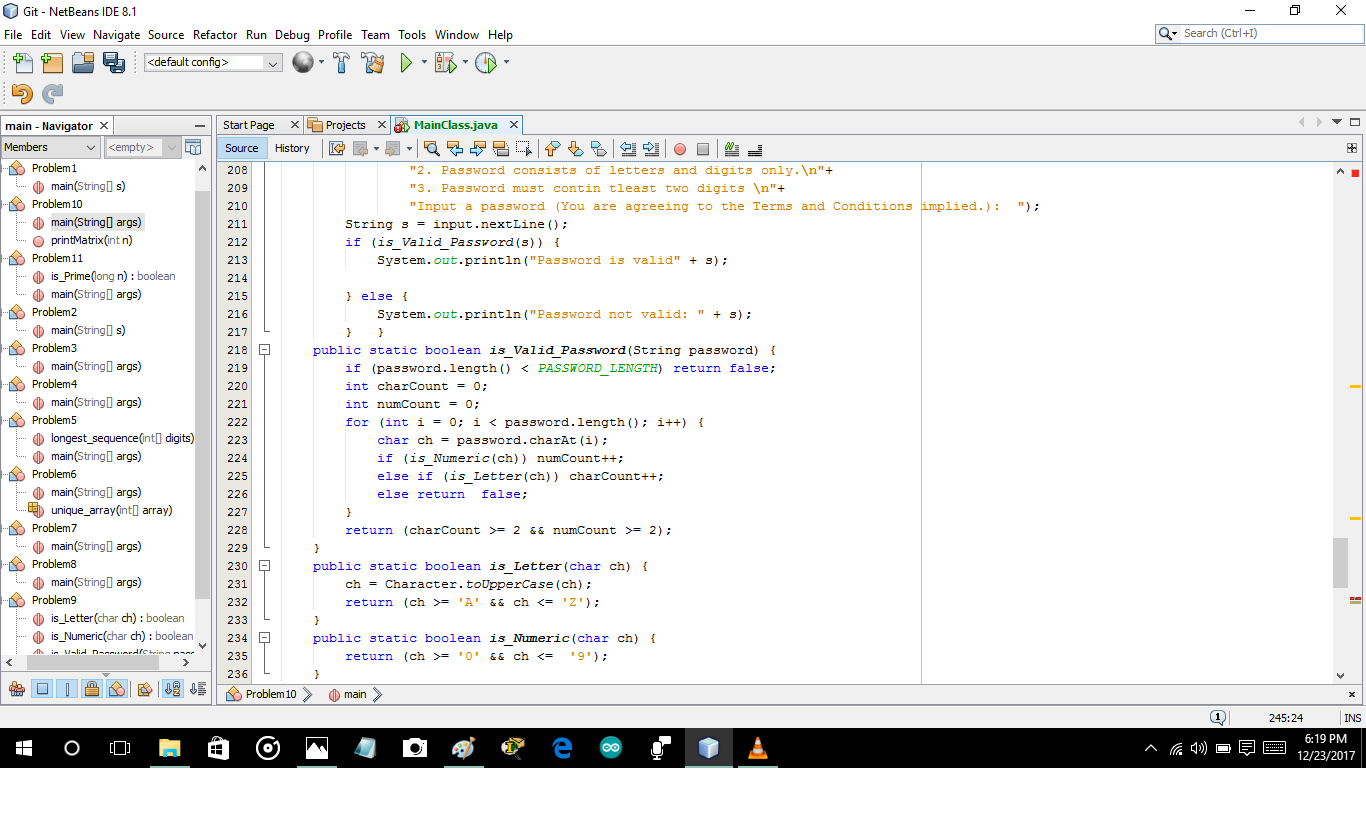 Git - NetBeans IDE 8.1
File Edit View Navigate Source Refactor Run Debug Profile Team Tools Window Help
Search (Ctrl+I)
<default config>
main - Navigator
Start Page Projects MainClass.java
Members <empty>
Source History
Problem1
main(String[] s)
Problem10
main(String[] args)
printMatrix(int n)
Problem11
is_Prime(long n) : boolean
main(String[] args)
Problem2
main(String[] s)
Problem3
main(String[] args)
Problem4
main(String[] args)
Problem5
longest_sequence(int[] digits)
main(String[] args)
Problem6
main(String[] args)
unique_array(int[] array)
Problem7
main(String[] args)
Problem8
main(String[] args)
Problem9
is_Letter(char ch) : boolean
is_Numeric(char ch) : boolean
is_Valid_Password(String pass
208 "2. Password consists of letters and digits only.\n"+
209 "3. Password must contin tleast two digits \n"+
210 "Input a password (You are agreeing to the Terms and Conditions implied.): ");
211 String s = input.nextLine();
212 if (is_Valid_Password(s)) {
213 System.out.println("Password is valid" + s);
214
215 } else {
216 System.out.println("Password not valid: " + s);
217 } }
218 public static boolean is_Valid_Password(String password) {
219 if (password.length() < PASSWORD_LENGTH) return false;
220 int charCount = 0;
221 int numCount = 0;
222 for (int i = 0; i < password.length(); i++) {
223 char ch = password.charAt(i);
224 if (is_Numeric(ch)) numCount++;
225 else if (is_Letter(ch)) charCount++;
226 else return false;
227 }
228 return (charCount >= 2 && numCount >= 2);
229 }
230 public static boolean is_Letter(char ch) {
231 ch = Character.toUpperCase(ch);
232 return (ch >= 'A' && ch <= 'Z');
233 }
234 public static boolean is_Numeric(char ch) {
235 return (ch >= '0' && ch <= '9');
236 }
Problem10 main
1 245:24 INS
6:19 PM
12/23/2017